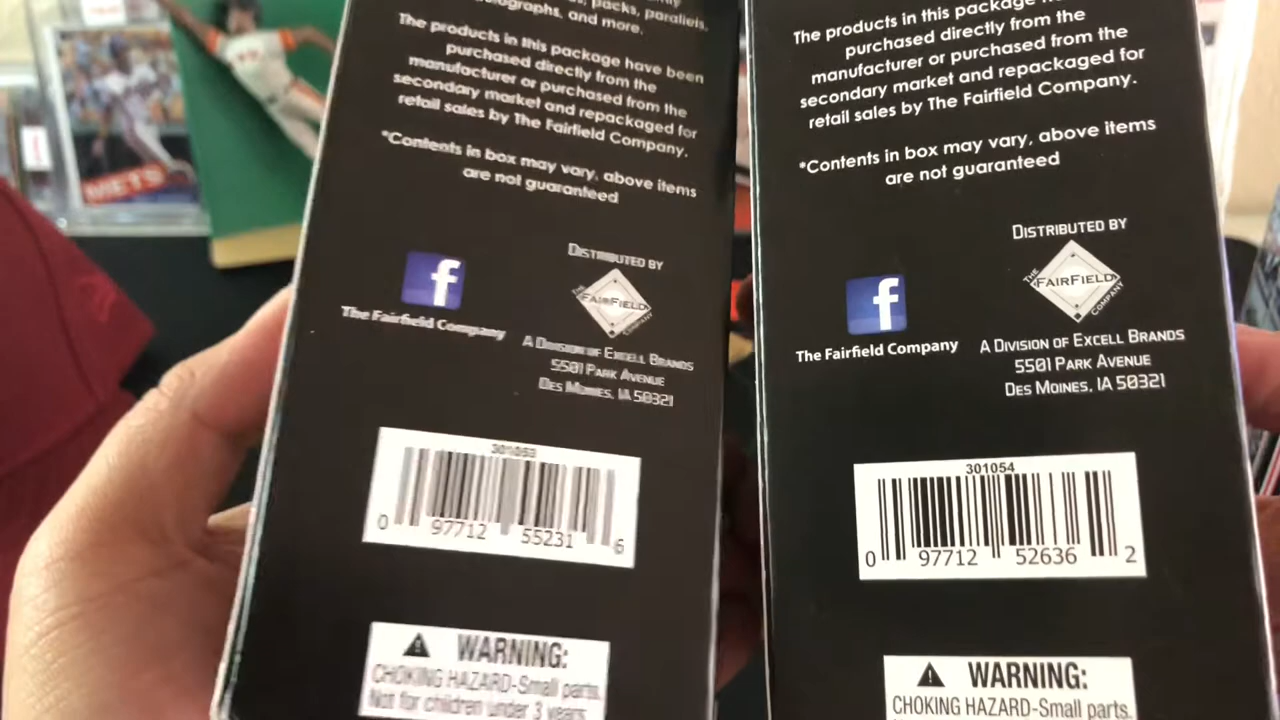 METS
packs, parallels,
and more.
The products in this package have been
purchased directly from the
manufacturer or purchased from the
secondary market and repackaged for
retail sales by The Fairfield Company.
*Contents in box may vary, above items
are not guaranteed
The Fairfield Company
DISTRIBUTED BY
THE
FAIRFIELD
COMPANY
A DIVISION OF EXCELL BRANDS
5501 PARK AVENUE
DES MOINES, IA 50321
0 97712 55231 6
WARNING:
CHOKING HAZARD-Small parts.
Not for children under 3 years
The products in this package
purchased directly from the
manufacturer or purchased from the
secondary market and repackaged for
retail sales by The Fairfield Company.
*Contents in box may vary, above items
are not guaranteed
The Fairfield Company
DISTRIBUTED BY
THE
FAIRFIELD
COMPANY
A DIVISION OF EXCELL BRANDS
5501 PARK AVENUE
DES MOINES, IA 50321
301054
0 97712 52636 2
WARNING:
CHOKING HAZARD-Small parts.